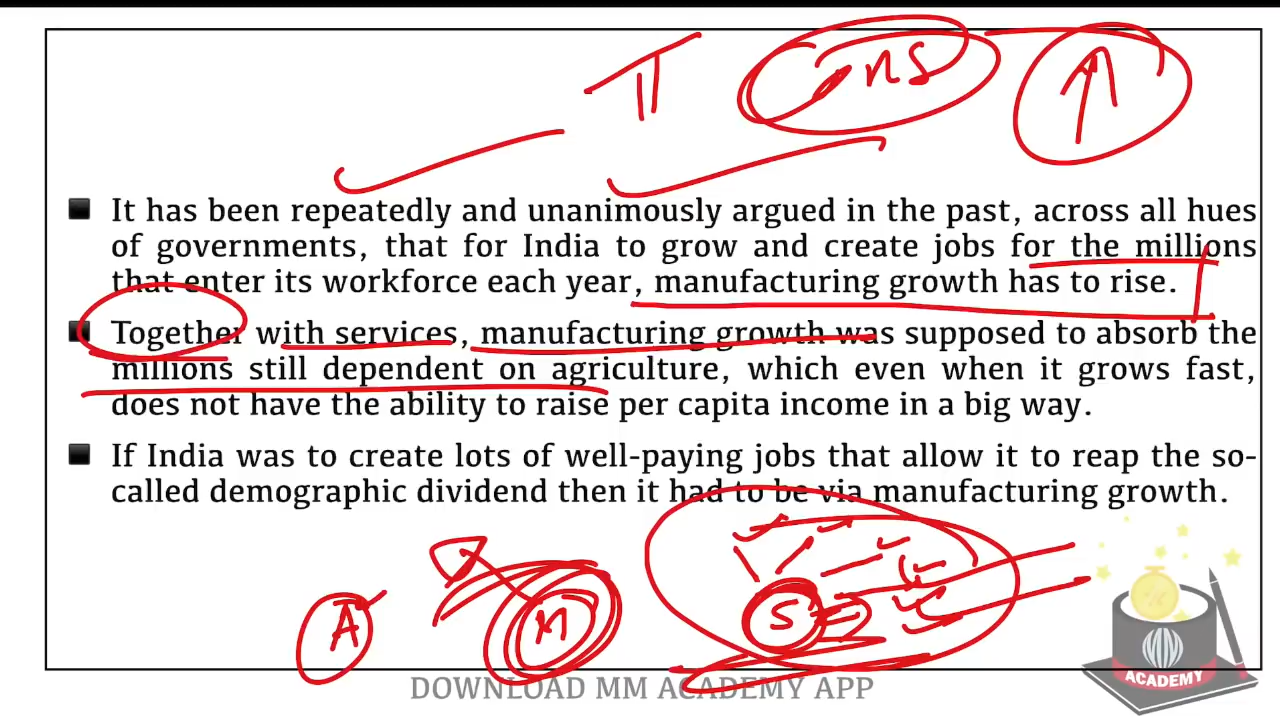 ■ It has been repeatedly and unanimously argued in the past, across all hues
of governments, that for India to grow and create jobs for the millions
that enter its workforce each year, manufacturing growth has to rise.
■ Together with services, manufacturing growth was supposed to absorb the
millions still dependent on agriculture, which even when it grows fast,
does not have the ability to raise per capita income in a big way.
■ If India was to create lots of well-paying jobs that allow it to reap the so-
called demographic dividend then it had to be via manufacturing growth.
A M S
ACADEMY
DOWNLOAD MM ACADEMY APP